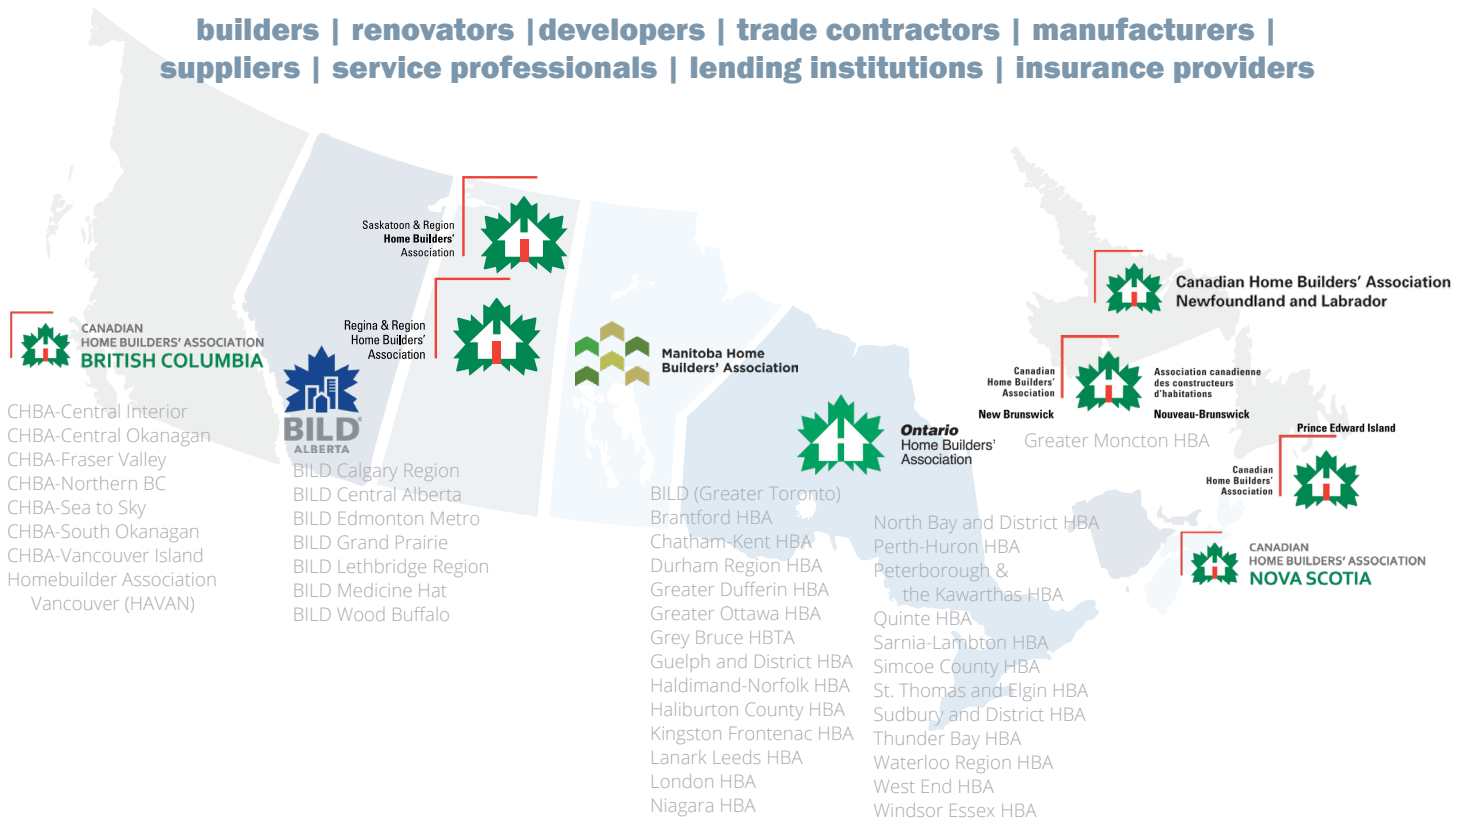 builders | renovators |developers | trade contractors | manufacturers |
suppliers | service professionals | lending institutions | insurance providers
Saskatoon & Region
Home Builders'
Association
Regina & Region
Home Builders'
Association
CANADIAN
HOME BUILDERS' ASSOCIATION
BRITISH COLUMBIA
CHBA-Central Interior
CHBA-Central Okanagan
CHBA-Fraser Valley
CHBA-Northern BC
CHBA-Sea to Sky
CHBA-South Okanagan
CHBA-Vancouver Island
Homebuilder Association
Vancouver (HAVAN)
BILD
ALBERTA
BILD Calgary Region
BILD Central Alberta
BILD Edmonton Metro
BILD Grand Prairie
BILD Lethbridge Region
BILD Medicine Hat
BILD Wood Buffalo
Manitoba Home
Builders' Association
Ontario
Home Builders'
Association
BILD (Greater Toronto)
Brantford HBA
Chatham-Kent HBA
Durham Region HBA
Greater Dufferin HBA
Greater Ottawa HBA
Grey Bruce HBTA
Guelph and District HBA
Haldimand-Norfolk HBA
Haliburton County HBA
Kingston Frontenac HBA
Lanark Leeds HBA
London HBA
Niagara HBA
North Bay and District HBA
Perth-Huron HBA
Peterborough &
the Kawarthas HBA
Quinte HBA
Sarnia-Lambton HBA
Simcoe County HBA
St. Thomas and Elgin HBA
Sudbury and District HBA
Thunder Bay HBA
Waterloo Region HBA
West End HBA
Windsor Essex HBA
Canadian Home Builders' Association
Newfoundland and Labrador
Canadian
Home Builders'
Association
New Brunswick
Association canadienne
des constructeurs
d'habitations
Nouveau-Brunswick
Greater Moncton HBA
Prince Edward Island
Canadian
Home Builders'
Association
CANADIAN
HOME BUILDERS' ASSOCIATION
NOVA SCOTIA